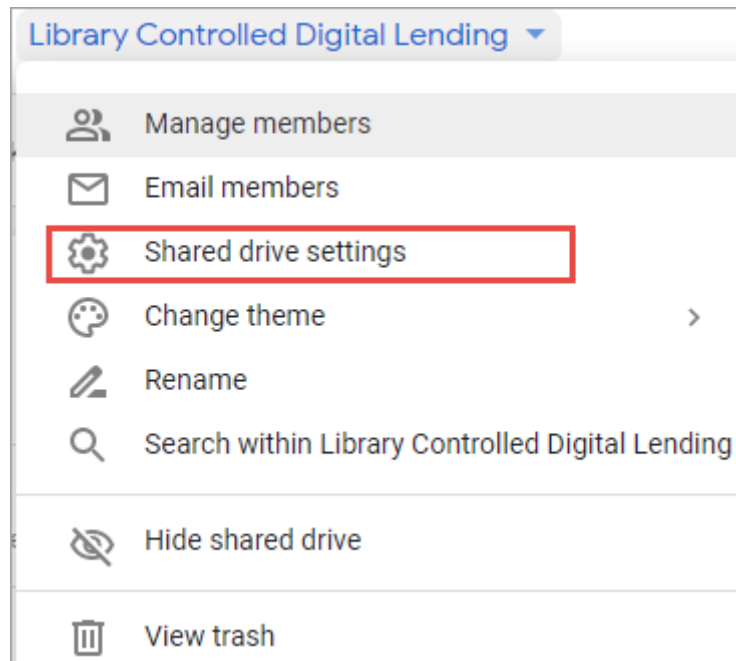 Library Controlled Digital Lending
Manage members
Email members
Shared drive settings
Change theme
Rename
Search within Library Controlled Digital Lending
Hide shared drive
View trash